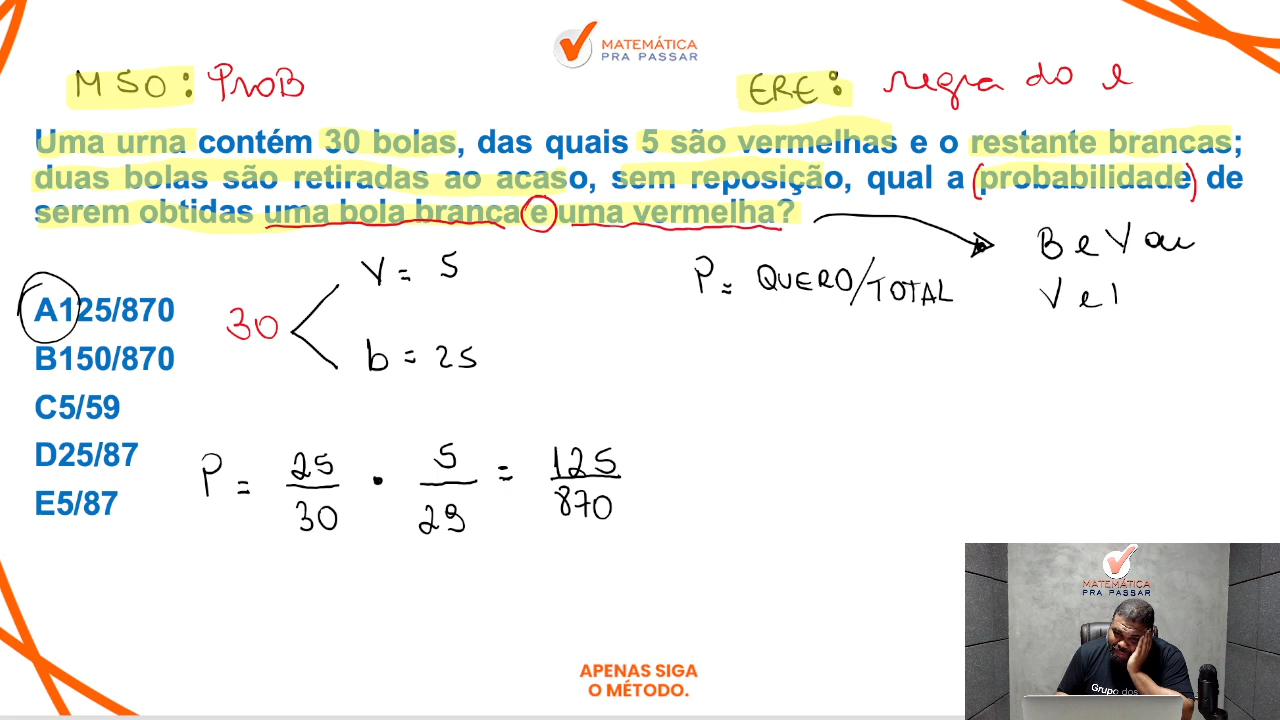 MATEMÁTICA
PRA PASSAR
MSO: PROB
ERE: regra do e
Uma urna contém 30 bolas, das quais 5 são vermelhas e o restante brancas;
duas bolas são retiradas ao acaso, sem reposição, qual a (probabilidade) de
serem obtidas uma bola branca e uma vermelha?
B e V ou
V e
P = QUERO/TOTAL
V = 5
30
b = 25
A125/870
B150/870
C5/59
D25/87
E5/87
P = 25/30 . 5/29 = 125/870
MATEMÁTICA
PRA PASSAR
Grupo dos
APENAS SIGA
O MÉTODO.